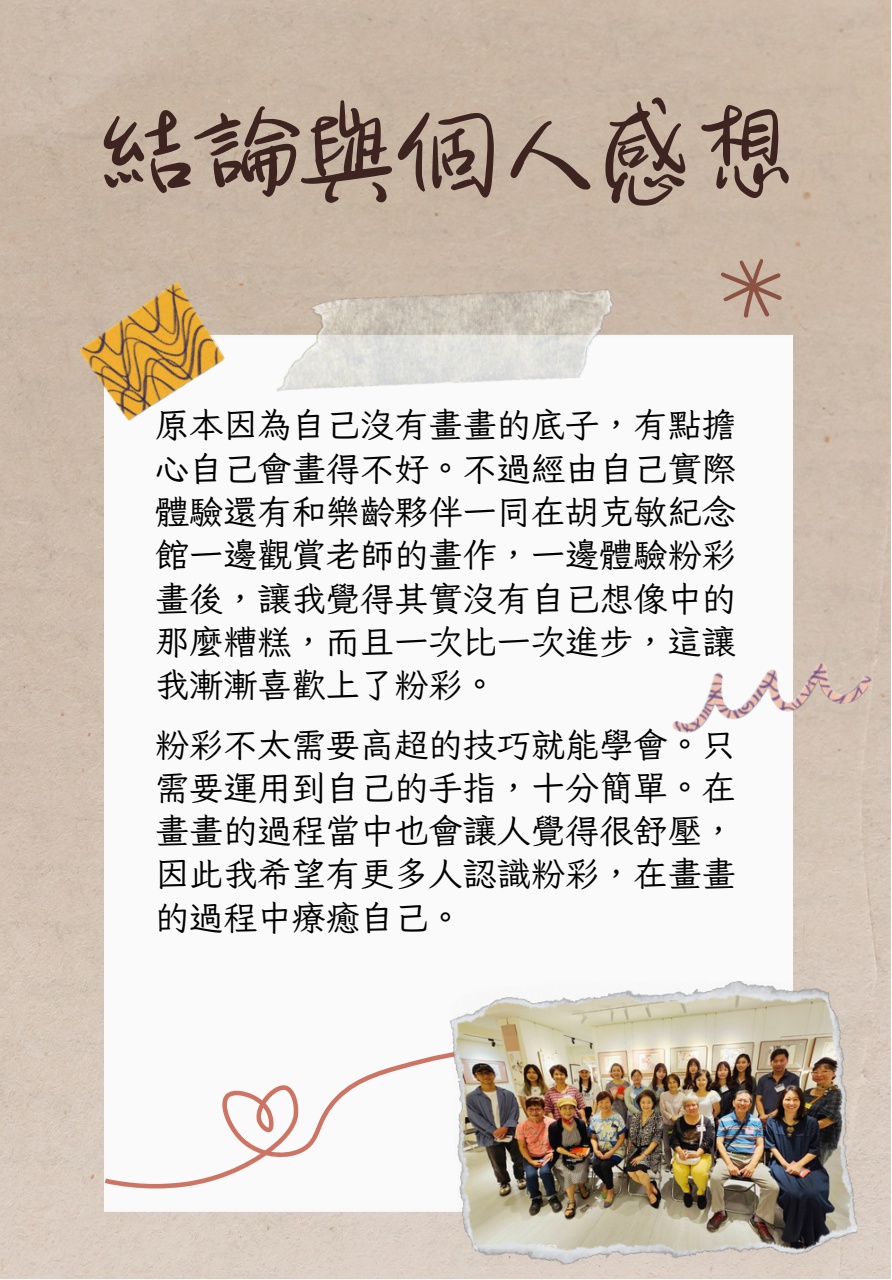 結論與個人感想
原本因為自己沒有畫畫的底子，有點擔
心自己會畫得不好。不過經由自己實際
體驗還有和樂齡夥伴一同在胡克敏紀念
館一邊觀賞老師的畫作，一邊體驗粉彩
畫後，讓我覺得其實沒有自已想像中的
那麼糟糕，而且一次比一次進步，這讓
我漸漸喜歡上了粉彩。
粉彩不太需要高超的技巧就能學會。只
需要運用到自己的手指，十分簡單。在
畫畫的過程當中也會讓人覺得很舒壓，
因此我希望有更多人認識粉彩，在畫畫
的過程中療癒自己。